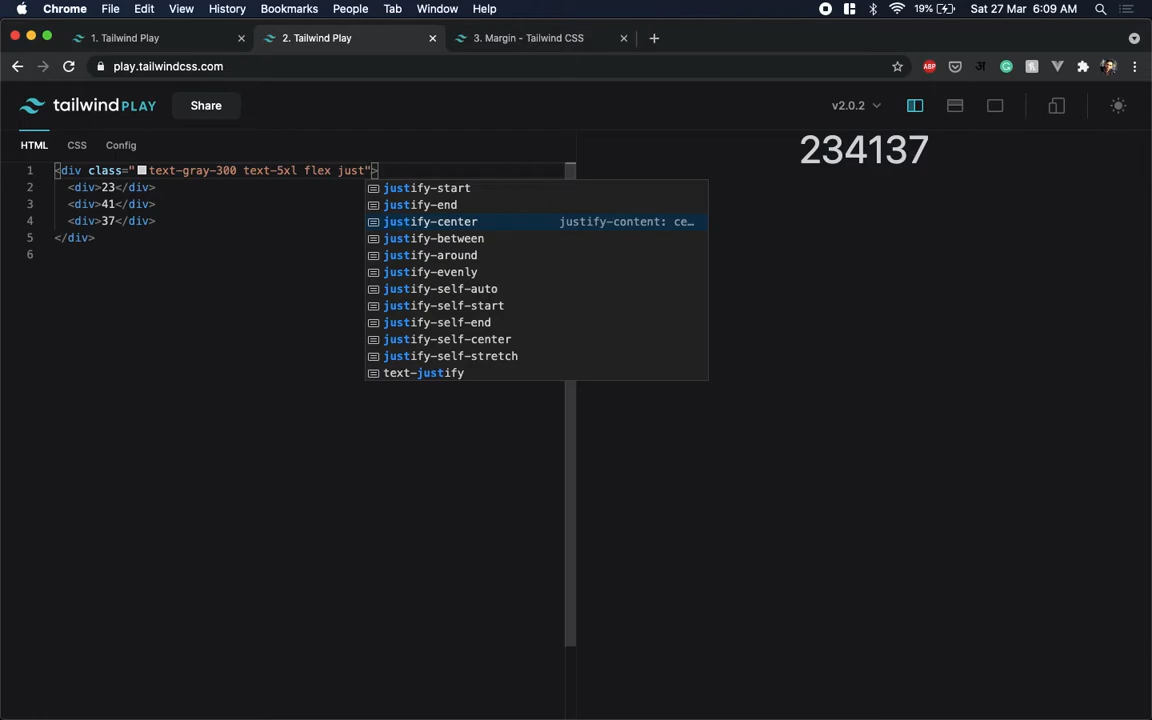 Chrome File Edit View History Bookmarks People Tab Window Help 19% Sat 27 Mar 6:09 AM
1. Tailwind Play 2. Tailwind Play 3. Margin - Tailwind CSS
play.tailwindcss.com ABP अ
tailwind PLAY Share v2.0.2
HTML CSS Config
234137
1 <div class="text-gray-300 text-5xl flex just">
2 <div>23</div>
3 <div>41</div>
4 <div>37</div>
5 </div>
6
justify-start
justify-end
justify-center justify-content: ce…
justify-between
justify-around
justify-evenly
justify-self-auto
justify-self-start
justify-self-end
justify-self-center
justify-self-stretch
text-justify